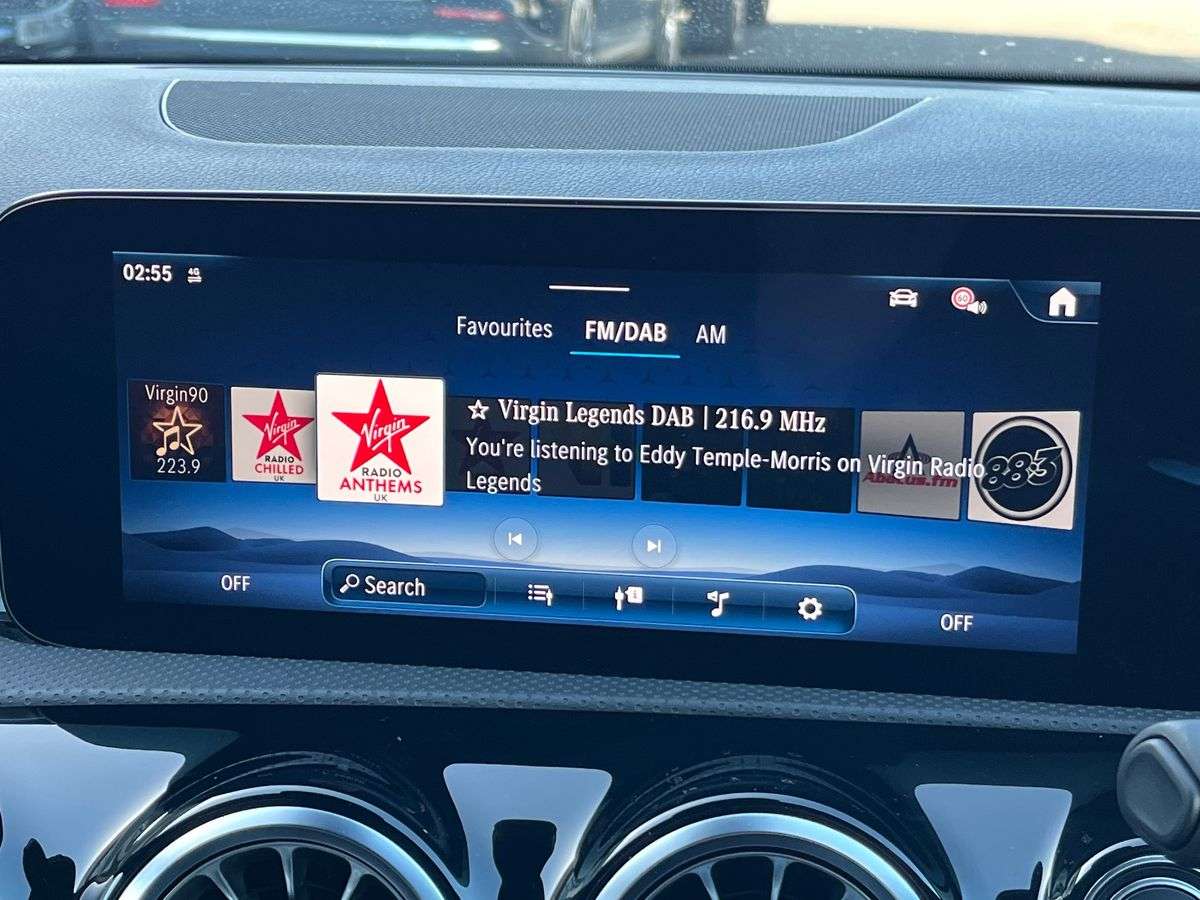 02:55
4G
60
Favourites
FM/DAB
AM
Virgin90
223.9
Virgin
RADIO
CHILLED
UK
Virgin
RADIO
ANTHEMS
UK
☆ Virgin Legends DAB | 216.9 MHz
You're listening to Eddy Temple-Morris on Virgin Radio
Legends
Abacus.fm
883
OFF
Search
OFF